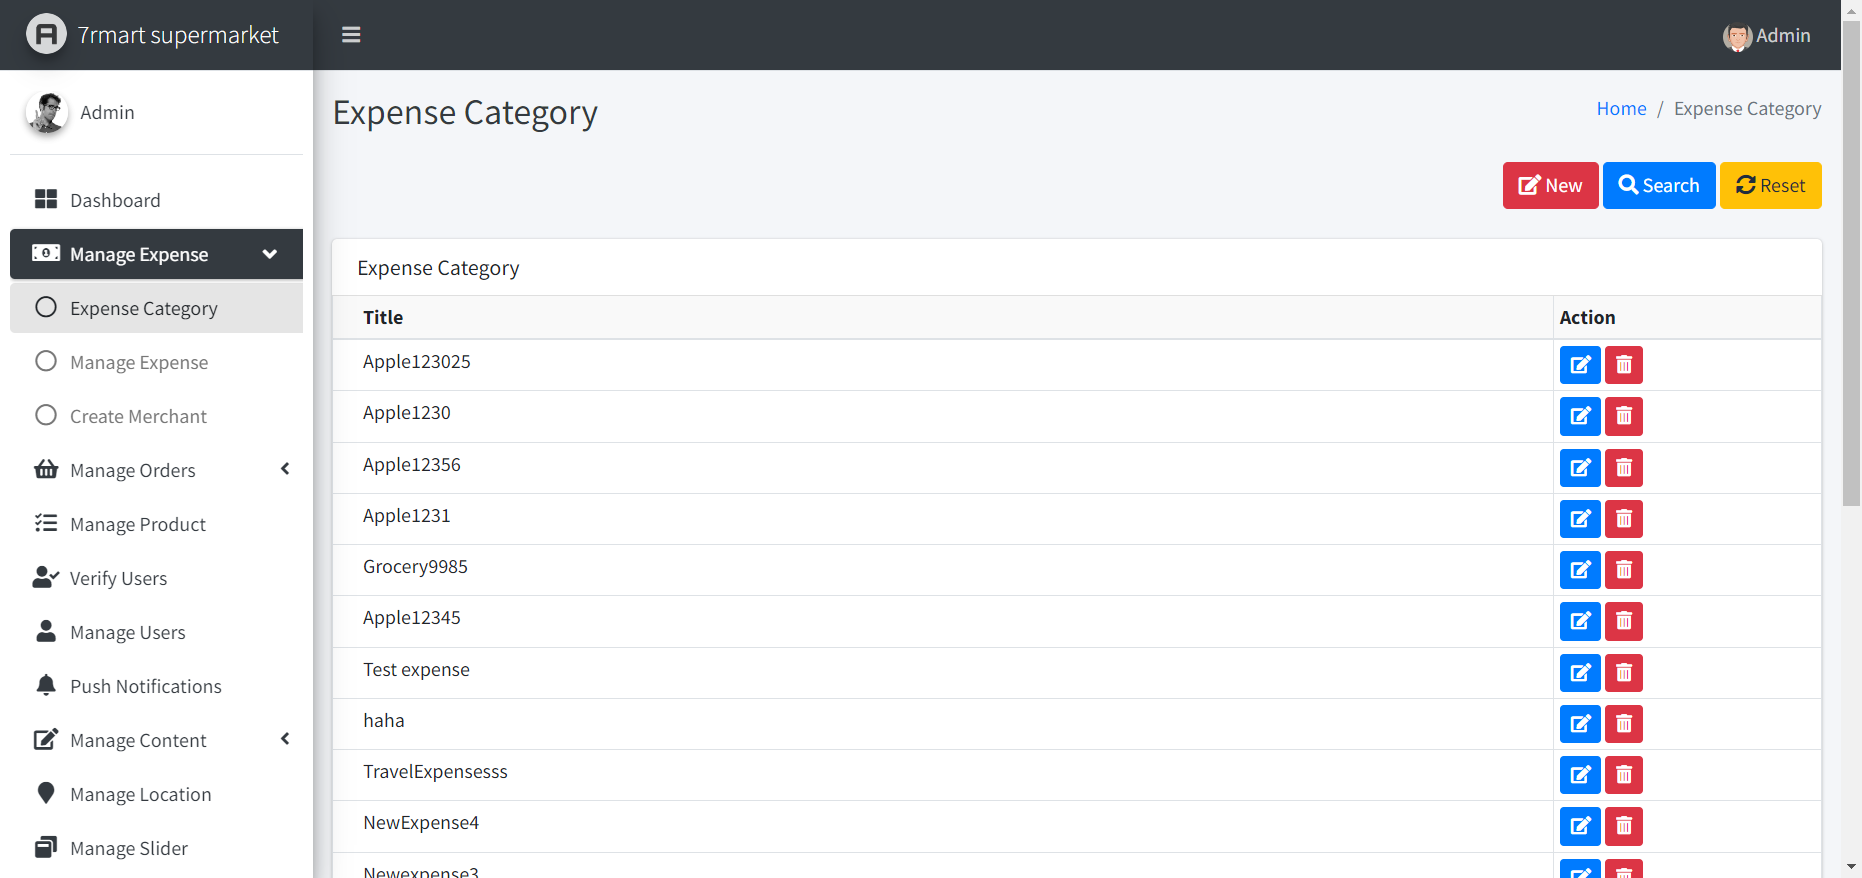 7rmart supermarket
Admin
Admin
Dashboard
Manage Expense
Expense Category
Manage Expense
Create Merchant
Manage Orders
Manage Product
Verify Users
Manage Users
Push Notifications
Manage Content
Manage Location
Manage Slider
Expense Category
Home / Expense Category
New Search Reset
Expense Category
Title Action
Apple123025
Apple1230
Apple12356
Apple1231
Grocery9985
Apple12345
Test expense
haha
TravelExpensesss
NewExpense4
Newexpense3